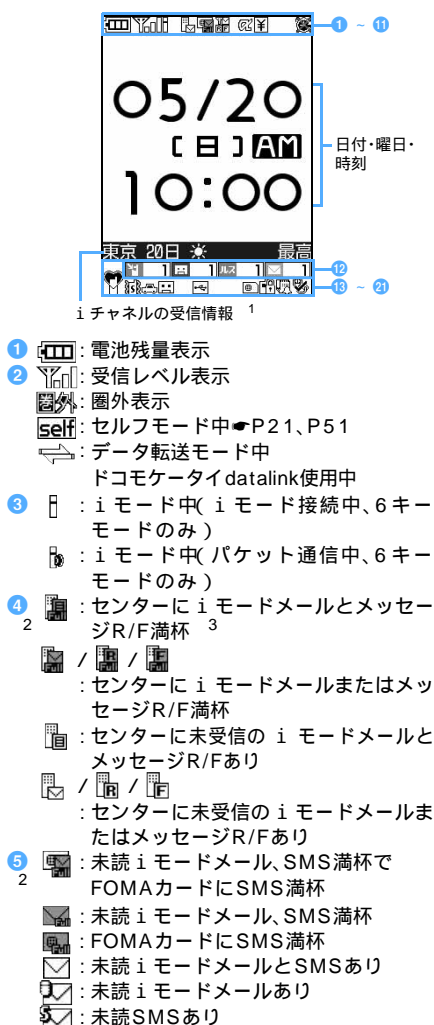 ❶ ~ ⓫
05/20
[日]AM
10:00
日付・曜日・
時刻
東京 20日 最高
1 1 ルス 1 1
⓬
⓭ ~ ㉑
iチャネルの受信情報 1
❶ : 電池残量表示
❷ : 受信レベル表示
圏外 : 圏外表示
self : セルフモード中☛P21、P51
: データ転送モード中
ドコモケータイdatalink使用中
❸ : iモード中(iモード接続中、6キー
モードのみ)
: iモード中(パケット通信中、6キー
モードのみ)
❹ : センターにiモードメールとメッセー
2 ジR/F満杯 3
/ /
: センターにiモードメールまたはメッ
セージR/F満杯
: センターに未受信のiモードメールと
メッセージR/Fあり
/ R / F
: センターに未受信のiモードメールま
たはメッセージR/Fあり
❺ : 未読iモードメール、SMS満杯で
2 FOMAカードにSMS満杯
: 未読iモードメール、SMS満杯
: FOMAカードにSMS満杯
: 未読iモードメールとSMSあり
: 未読iモードメールあり
: 未読SMSあり